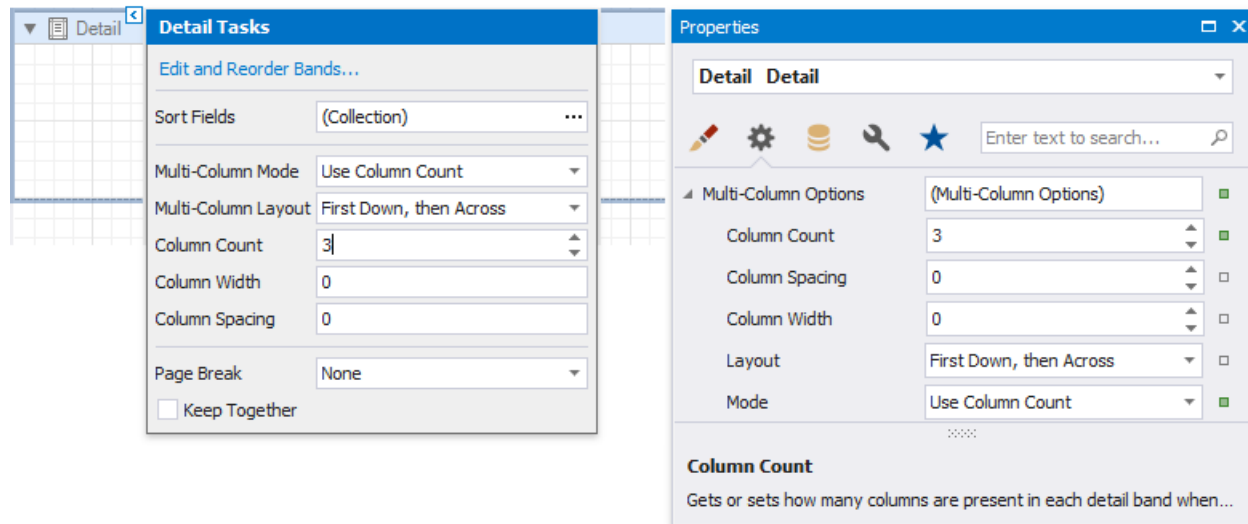 Detail
Detail Tasks
Edit and Reorder Bands...
Sort Fields (Collection) ...
Multi-Column Mode Use Column Count
Multi-Column Layout First Down, then Across
Column Count 3
Column Width 0
Column Spacing 0
Page Break None
Keep Together
Properties
Detail Detail
Enter text to search...
Multi-Column Options (Multi-Column Options)
Column Count 3
Column Spacing 0
Column Width 0
Layout First Down, then Across
Mode Use Column Count
Column Count
Gets or sets how many columns are present in each detail band when...